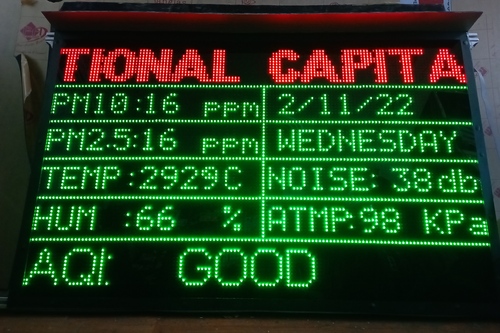 TIONAL CAPITA
PM10:16 ppm 2/11/22
PM2.5:16 ppm WEDNESDAY
TEMP:2929C NOISE: 38db
HUM :66 % ATMP:98 KPa
AQI: GOOD